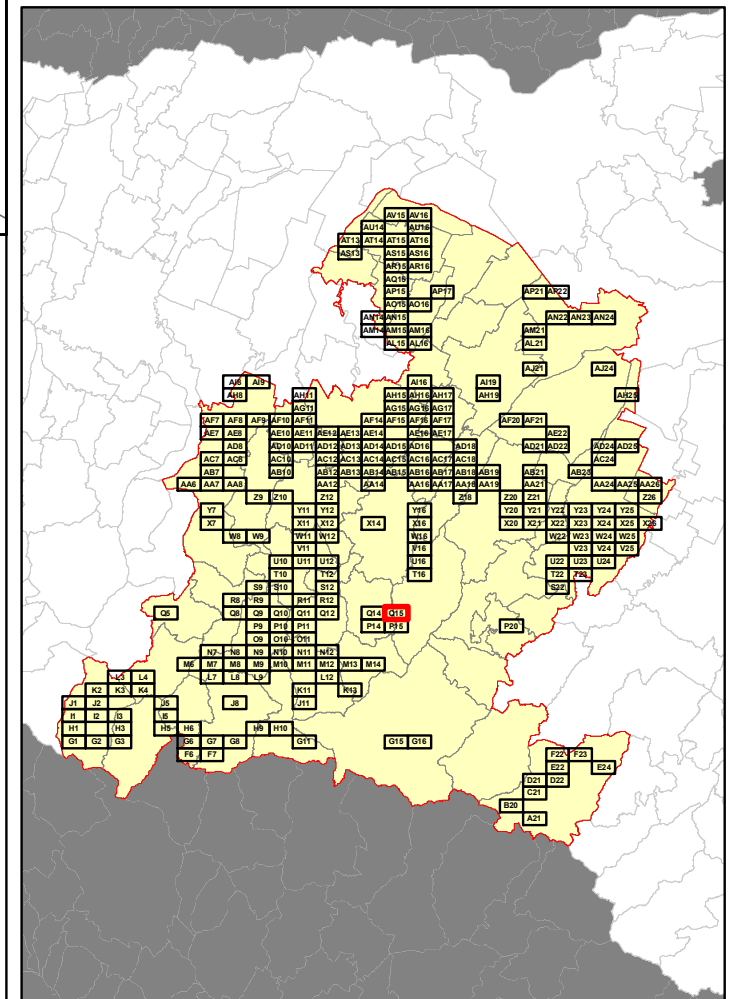 AV15 AV16
AU14 AU16
AT13 AT14 AT15 AT16
AS13 AS15 AS16
AR15 AR16
AQ15
AP15 AP17 AP21 AP22
AO15 AO16
AN14 AN15 AN22 AN23 AN24
AM14 AM15 AM16 AM21
AL15 AL16 AL21
AJ21 AJ24
AI8 AI9 AI16 AI19
AH8 AH11 AH15 AH16 AH17 AH19 AH25
AG11 AG15 AG16 AG17
AF7 AF8 AF9 AF10 AF11 AF14 AF15 AF16 AF17 AF20 AF21
AE7 AE8 AE10 AE11 AE12 AE13 AE14 AE16 AE17 AE22
AD8 AD10 AD11 AD12 AD13 AD14 AD15 AD16 AD18 AD21 AD22 AD24 AD25
AC7 AC8 AC10 AC12 AC13 AC14 AC15 AC16 AC17 AC18 AC24
AB7 AB10 AB12 AB13 AB14 AB15 AB16 AB17 AB18 AB19 AB21 AB23
AA6 AA7 AA8 AA12 AA14 AA16 AA17 AA18 AA19 AA21 AA24 AA25 AA26
Z9 Z10 Z12 Z18 Z20 Z21 Z26
Y7 Y11 Y12 Y16 Y20 Y21 Y22 Y23 Y24 Y25
X7 X11 X12 X14 X16 X20 X21 X22 X23 X24 X25 X26
W8 W9 W11 W12 W16 W22 W23 W24 W25
V11 V16 V23 V24 V25
U10 U11 U12 U16 U22 U23 U24
T10 T12 T16 T22 T23
S9 S10 S12 S22
R8 R9 R11 R12
Q5 Q8 Q9 Q10 Q11 Q12 Q14 Q15
P9 P10 P11 P14 P15 P20
O9 O10 O11
N7 N8 N9 N10 N11 N12
M6 M7 M8 M9 M10 M11 M12 M13 M14
L3 L4 L7 L8 L9 L12
K2 K3 K4 K11 K13
J1 J2 J5 J8 J11
I1 I2 I3 I5
H1 H3 H5 H6 H9 H10
G1 G2 G3 G6 G7 G8 G11 G15 G16
F6 F7 F22 F23
E22 E24
D21 D22
C21
B20
A21